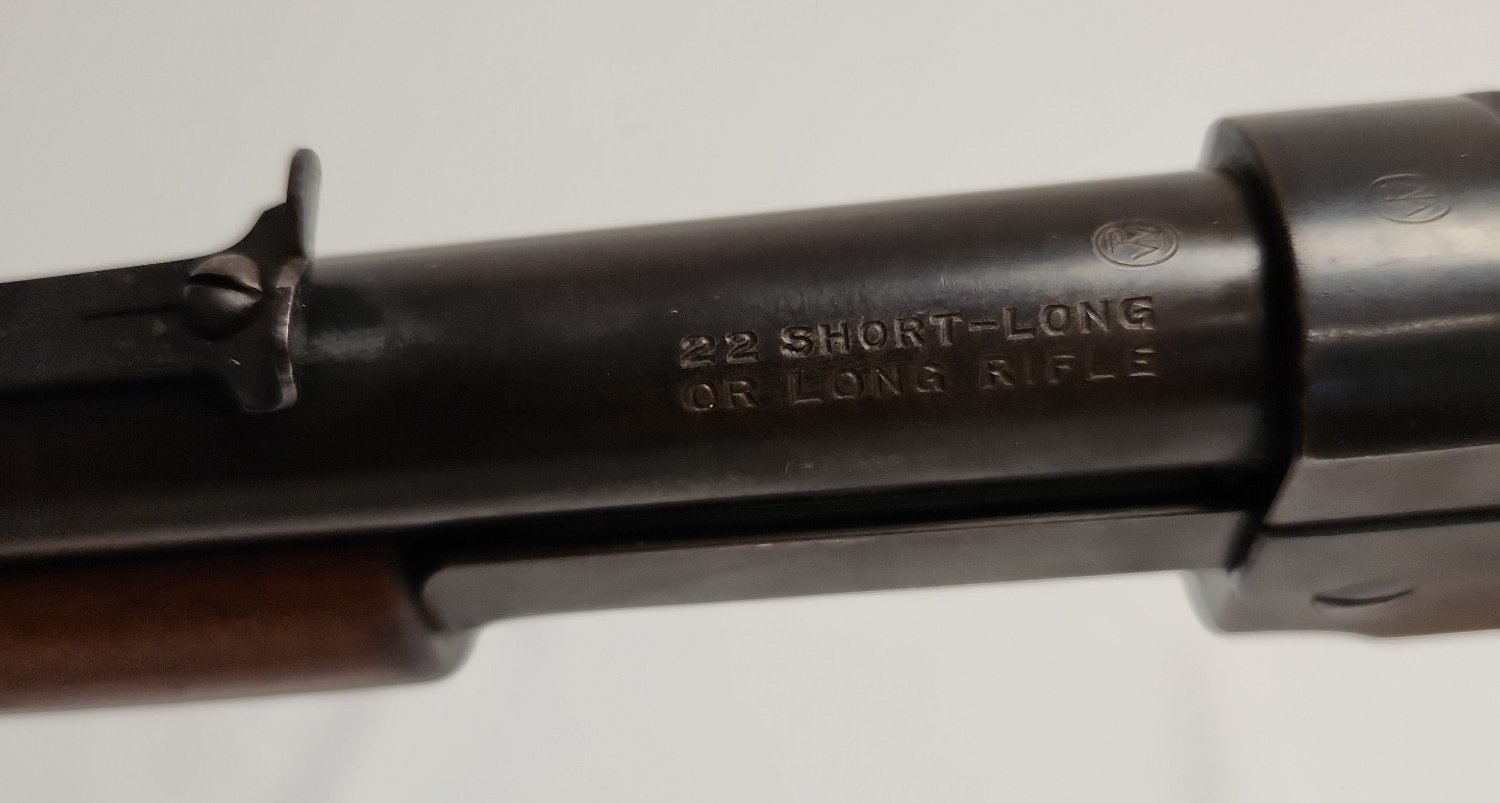 22 SHORT-LONG
OR LONG RIFLE